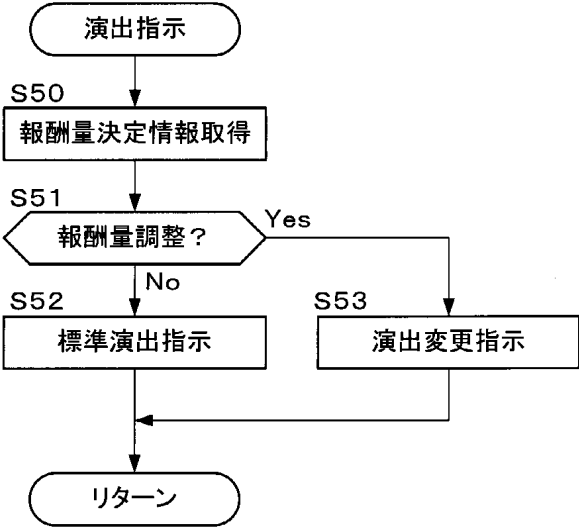 演出指示
S50
報酬量決定情報取得
S51
報酬量調整?
Yes
No
S52
標準演出指示
S53
演出変更指示
リターン